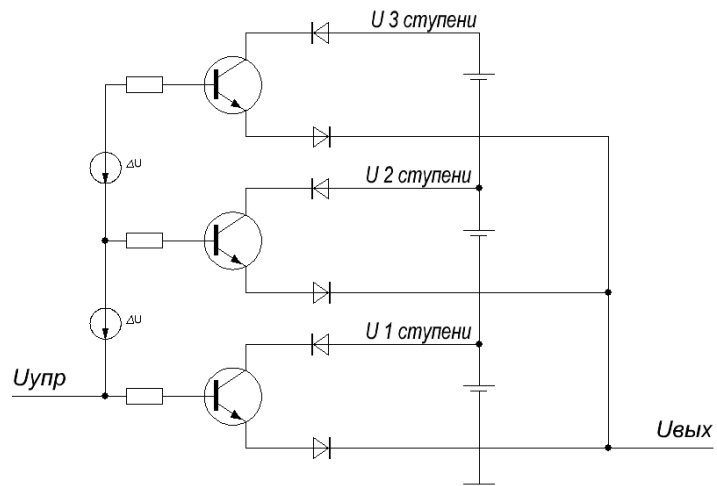 U 3 ступени
ΔU
U 2 ступени
ΔU
U 1 ступени
Uупр
Uвых